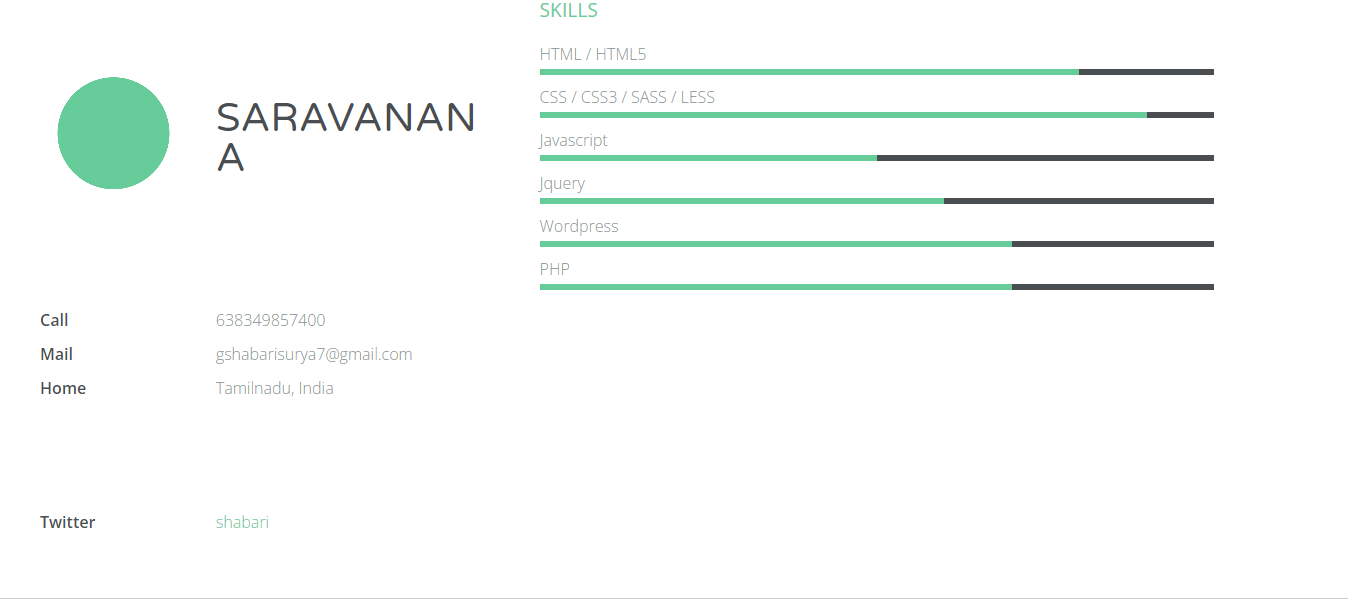 SARAVANAN
A
Call 638349857400
Mail gshabarisurya7@gmail.com
Home Tamilnadu, India
Twitter shabari
SKILLS
HTML / HTML5
CSS / CSS3 / SASS / LESS
Javascript
Jquery
Wordpress
PHP